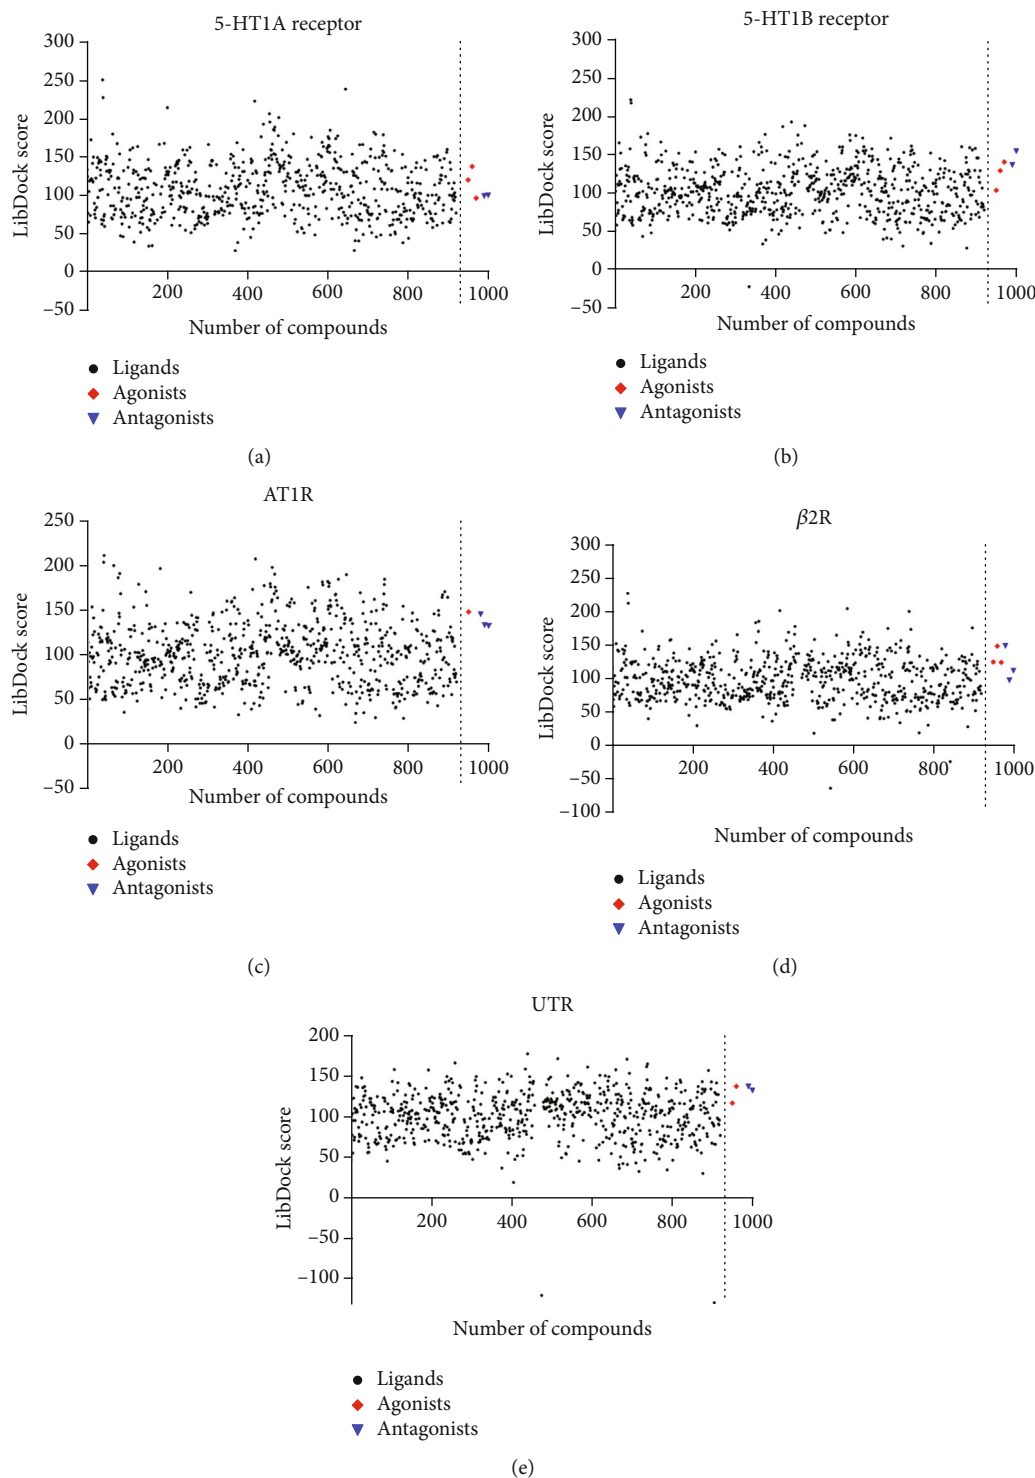 5-HT1A receptor
300
250
200
150
100
50
0
−50
200
400
600
800
1000
LibDock score
Number of compounds
Ligands
Agonists
Antagonists
(a)
5-HT1B receptor
300
250
200
150
100
50
0
−50
200
400
600
800
1000
LibDock score
Number of compounds
Ligands
Agonists
Antagonists
(b)
AT1R
250
200
150
100
50
0
−50
200
400
600
800
1000
LibDock score
Number of compounds
Ligands
Agonists
Antagonists
(c)
β2R
300
250
200
150
100
50
0
−50
−100
200
400
600
800
1000
LibDock score
Number of compounds
Ligands
Agonists
Antagonists
(d)
UTR
200
150
100
50
0
−50
−100
200
400
600
800
1000
LibDock score
Number of compounds
Ligands
Agonists
Antagonists
(e)